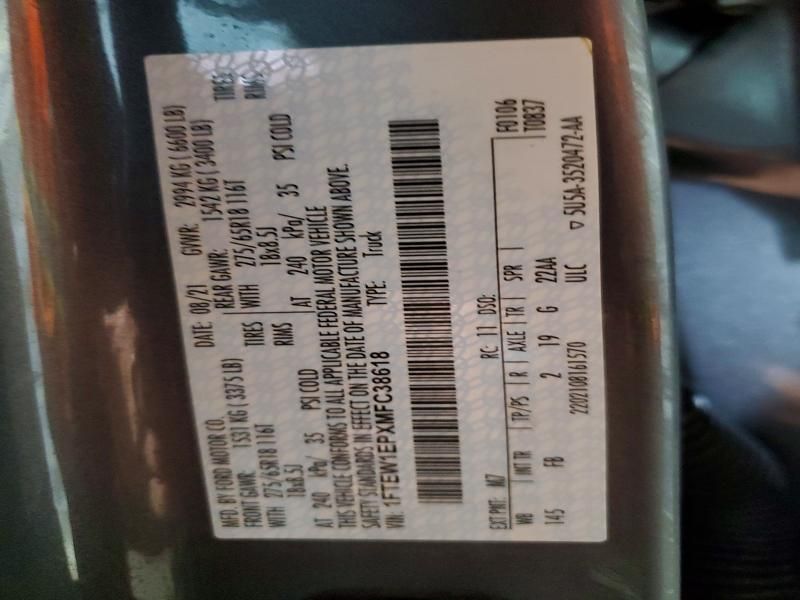 MFD. BY FORD MOTOR CO.
DATE: 08/21 GVWR: 2994 KG ( 6600 LB)
FRONT GAWR: 1531 KG ( 3375 LB) REAR GAWR: 1542 KG ( 3400 LB)
WITH 275/65R18 116T TIRES WITH 275/65R18 116T TIRES
18x8.5J RIMS 18x8.5J RIMS
AT 240 kPa/ 35 PSI COLD AT 240 kPa/ 35 PSI COLD
THIS VEHICLE CONFORMS TO ALL APPLICABLE FEDERAL MOTOR VEHICLE
SAFETY STANDARDS IN EFFECT ON THE DATE OF MANUFACTURE SHOWN ABOVE.
VIN: 1FTEW1EPXMFC38618 TYPE: Truck
EXT PNT: M7 RC: 11 DSO: F0106
WB INT TR TP/PS R AXLE TR SPR T0837
145 FB 2 19 G 22AA
2202108161570 ULC ▽ 5U5A-3520472-AA